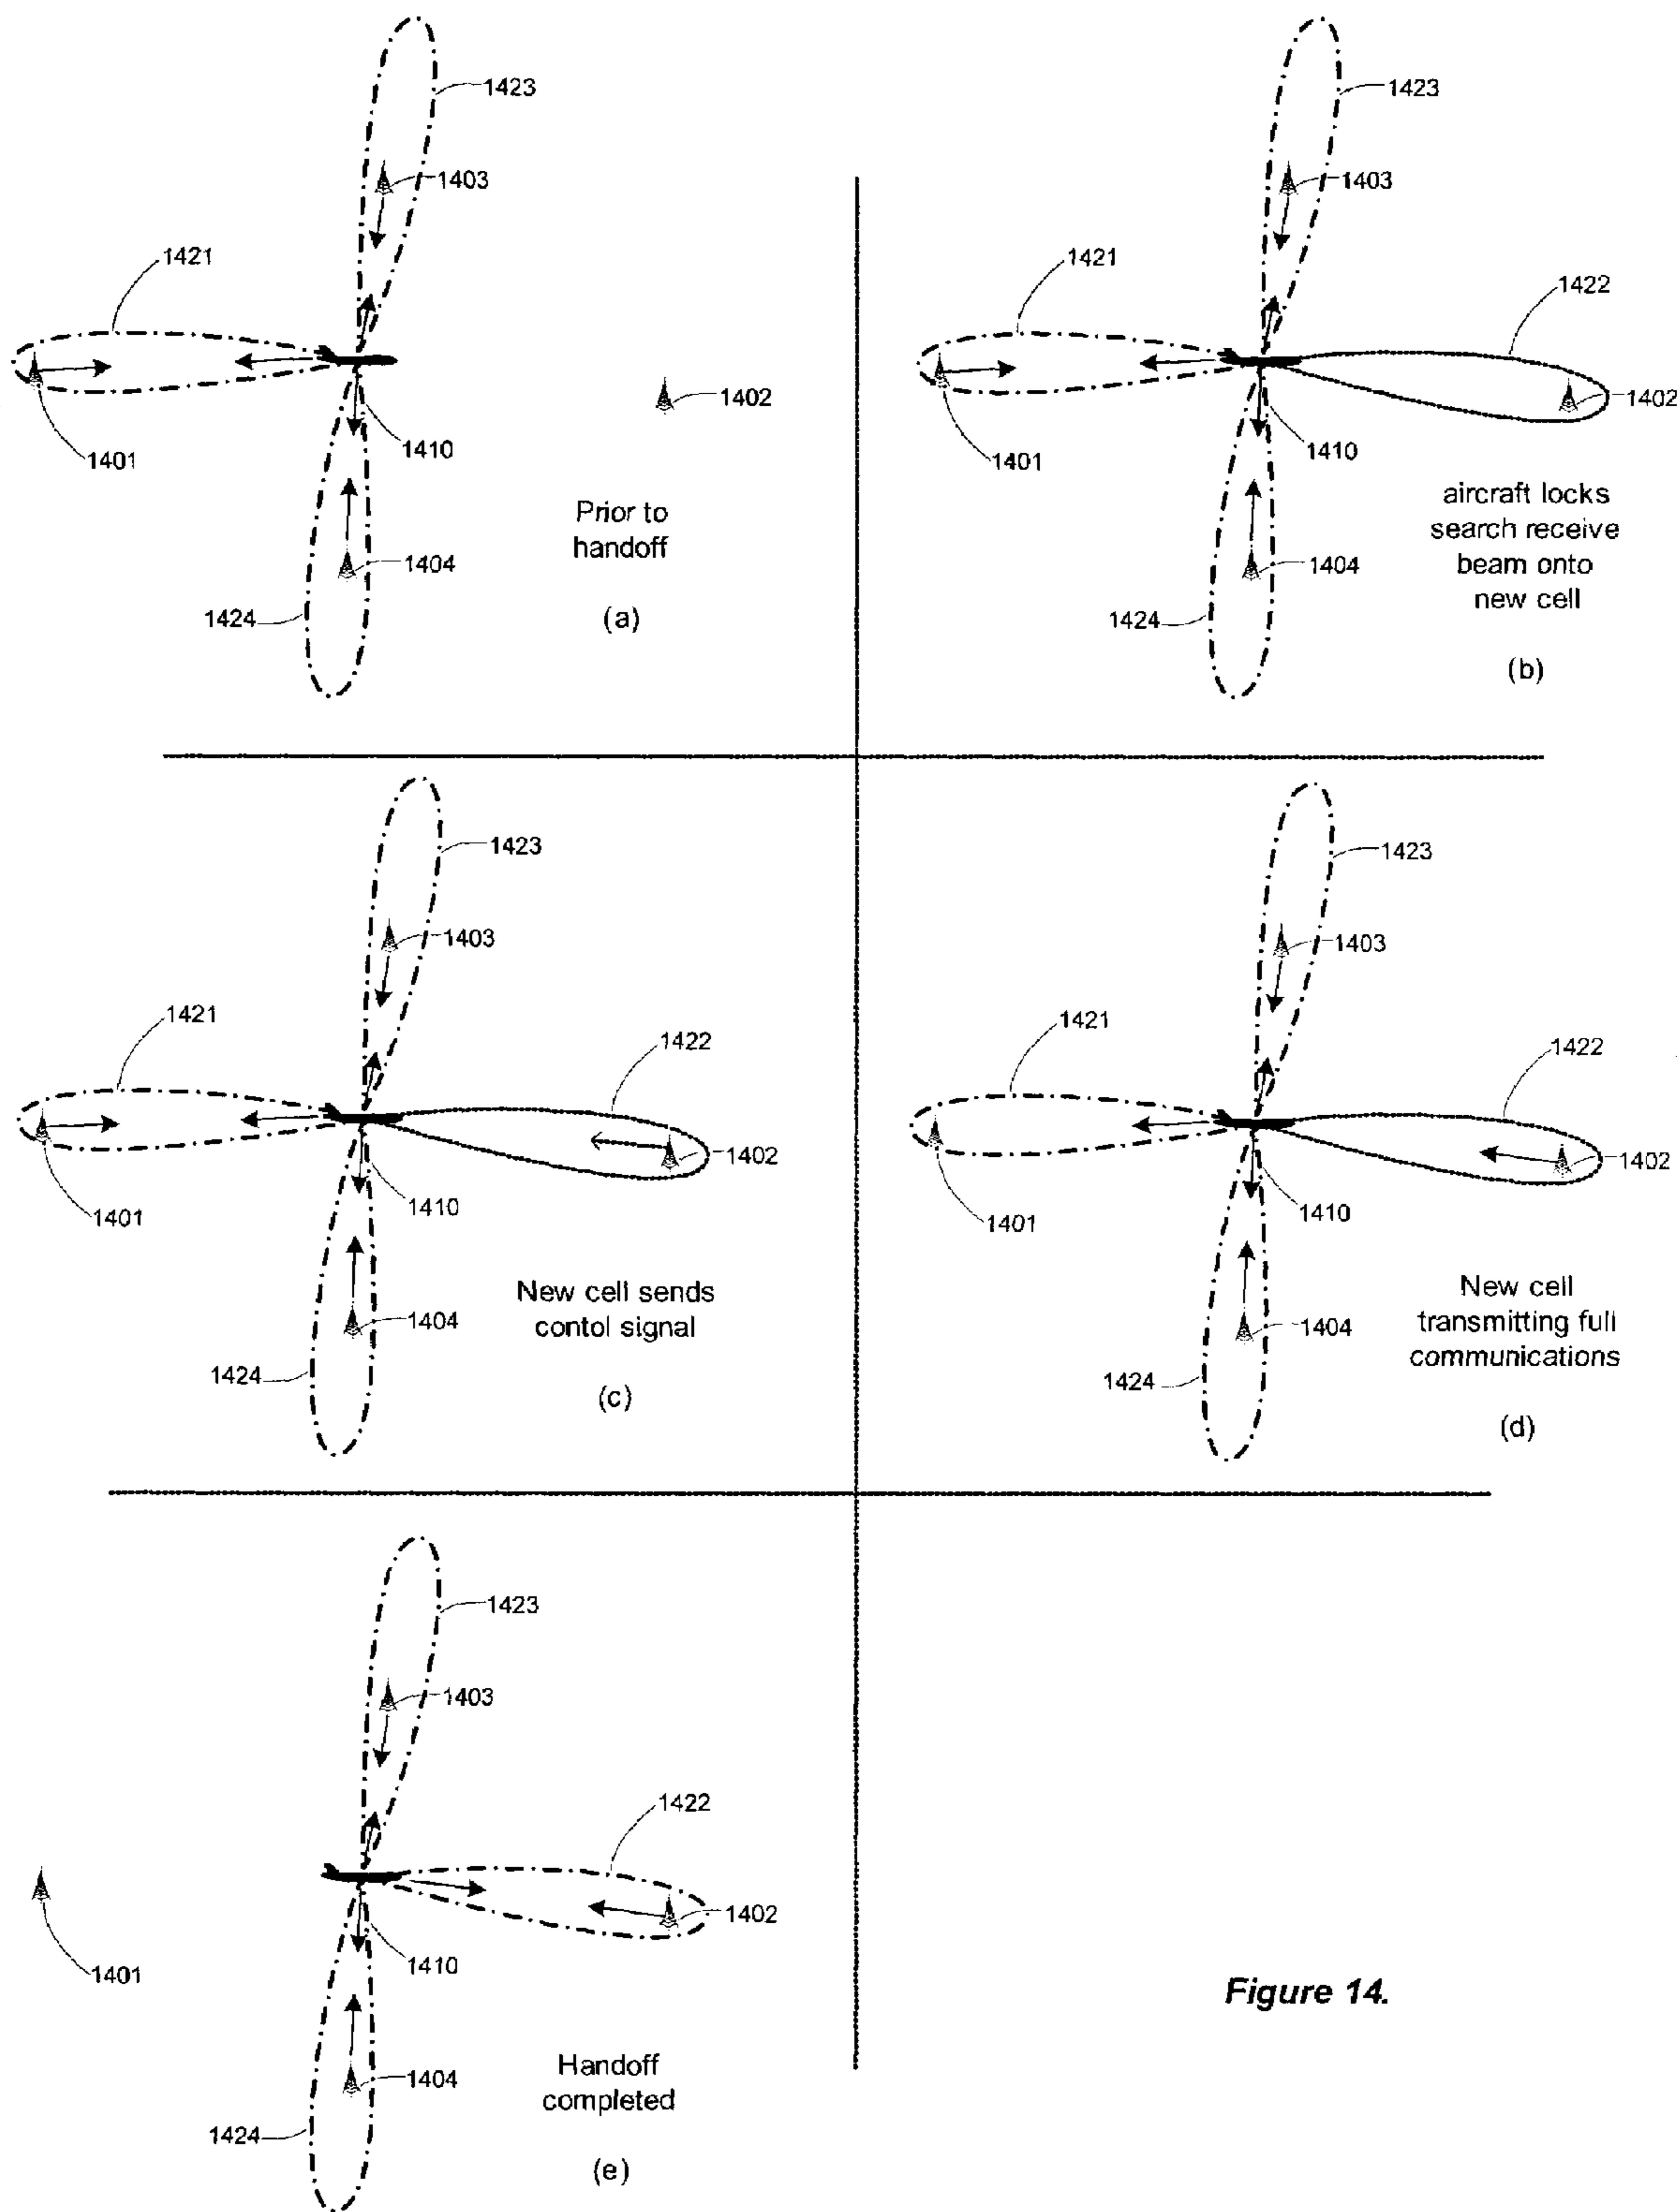 1423
1403
1421
1402
1401
1410
Prior to
handoff
1404
1424
(a)
1423
1403
1421
1422
1402
1401
1410
aircraft locks
search receive
beam onto
new cell
1404
1424
(b)
1423
1403
1421
1422
1402
1401
1410
New cell sends
contol signal
1404
1424
(c)
1423
1403
1421
1422
1402
1401
1410
New cell
transmitting full
communications
1404
1424
(d)
1423
1403
1422
1402
1401
1410
Handoff
completed
1404
1424
(e)
Figure 14.